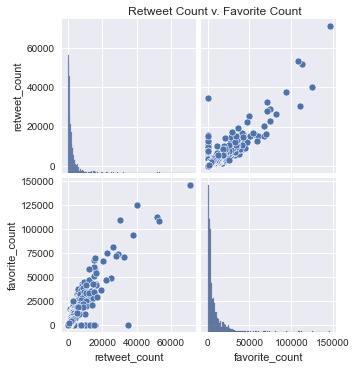 Retweet Count v. Favorite Count
60000
40000
20000
0
retweet_count
150000
125000
100000
75000
50000
25000
0
favorite_count
0 20000 40000 60000
retweet_count
0 50000 100000 150000
favorite_count